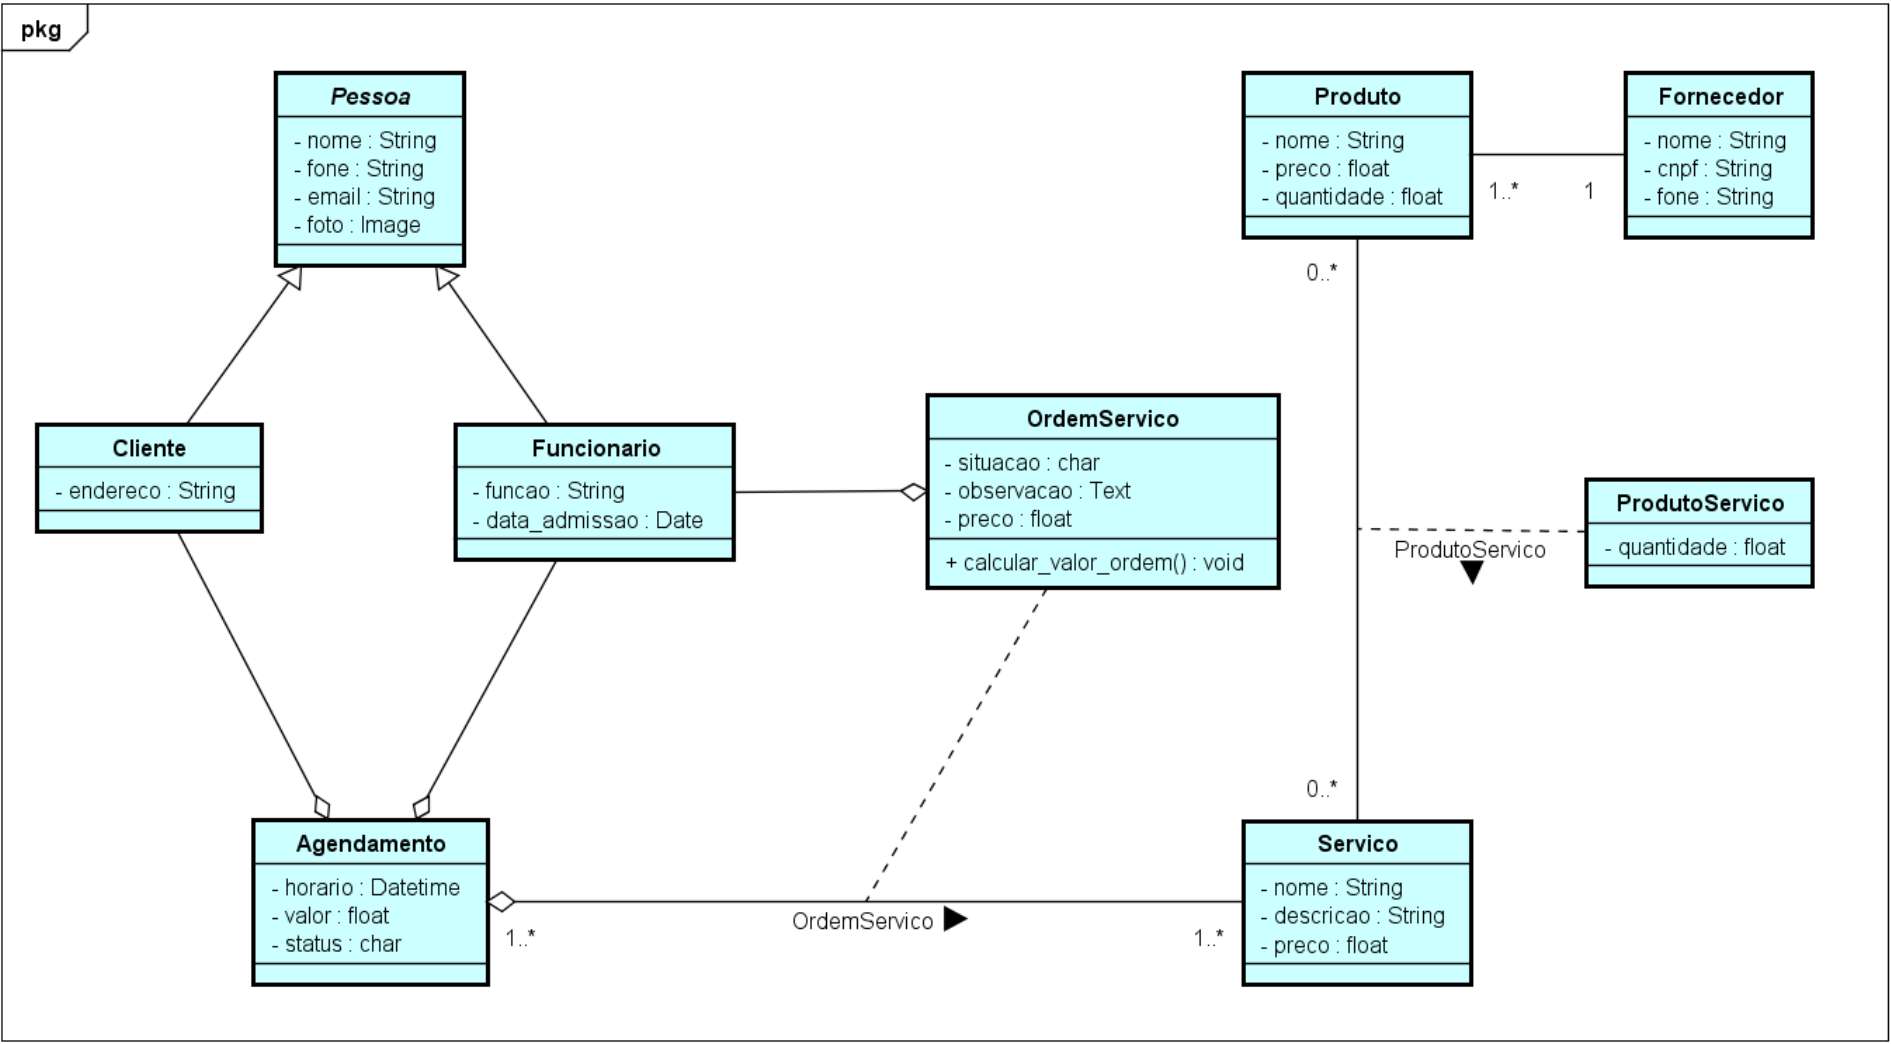 pkg
Pessoa
- nome : String
- fone : String
- email : String
- foto : Image
Produto
- nome : String
- preco : float
- quantidade : float
1..*
1
Fornecedor
- nome : String
- cnpf : String
- fone : String
0..*
Cliente
- endereco : String
Funcionario
- funcao : String
- data_admissao : Date
OrdemServico
- situacao : char
- observacao : Text
- preco : float
+ calcular_valor_ordem() : void
ProdutoServico
ProdutoServico
- quantidade : float
0..*
Agendamento
- horario : Datetime
- valor : float
- status : char
1..*
OrdemServico
1..*
Servico
- nome : String
- descricao : String
- preco : float